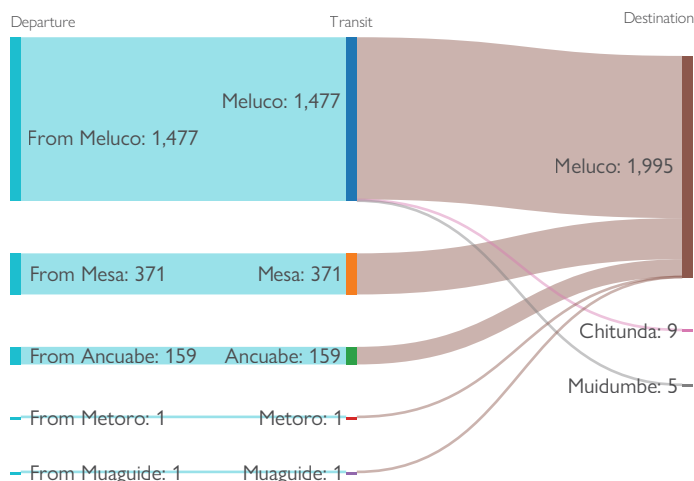 Departure
Transit
Destination
Meluco: 1,477
From Meluco: 1,477
Meluco: 1,995
From Mesa: 371
Mesa: 371
Chitunda: 9
From Ancuabe: 159
Ancuabe: 159
Muidumbe: 5
From Metoro: 1
Metoro: 1
From Muaguide: 1
Muaguide: 1